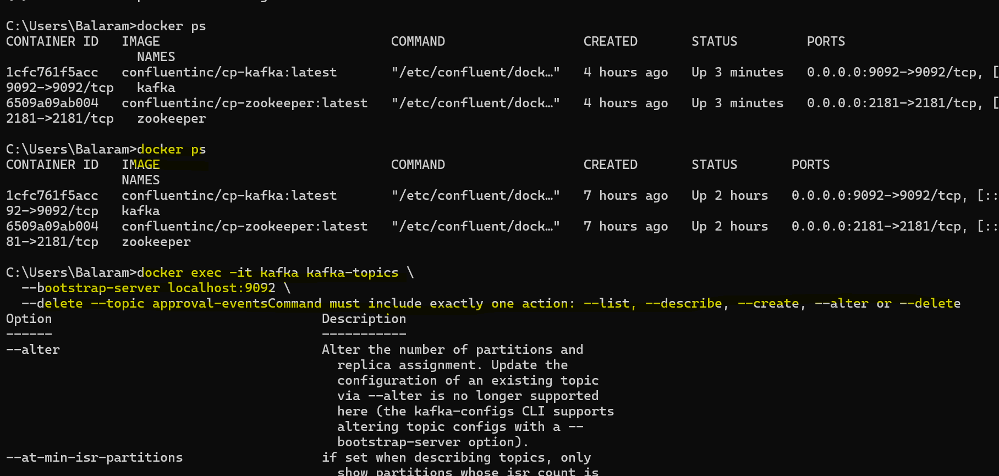 C:\Users\Balaram>docker ps
CONTAINER ID   IMAGE                              COMMAND                  CREATED       STATUS         PORTS
                 NAMES
1cfc761f5acc   confluentinc/cp-kafka:latest       "/etc/confluent/dock…"   4 hours ago   Up 3 minutes   0.0.0.0:9092->9092/tcp, [
9092->9092/tcp   kafka
6509a09ab004   confluentinc/cp-zookeeper:latest   "/etc/confluent/dock…"   4 hours ago   Up 3 minutes   0.0.0.0:2181->2181/tcp, [
2181->2181/tcp   zookeeper
C:\Users\Balaram>docker ps
CONTAINER ID   IMAGE                              COMMAND                  CREATED       STATUS       PORTS
               NAMES
1cfc761f5acc   confluentinc/cp-kafka:latest       "/etc/confluent/dock…"   7 hours ago   Up 2 hours   0.0.0.0:9092->9092/tcp, [::
92->9092/tcp   kafka
6509a09ab004   confluentinc/cp-zookeeper:latest   "/etc/confluent/dock…"   7 hours ago   Up 2 hours   0.0.0.0:2181->2181/tcp, [::
81->2181/tcp   zookeeper
C:\Users\Balaram>docker exec -it kafka kafka-topics \
  --bootstrap-server localhost:9092 \
  --delete --topic approval-eventsCommand must include exactly one action: --list, --describe, --create, --alter or --delete
Option                                   Description
------                                   -----------
--alter                                  Alter the number of partitions and
                                           replica assignment. Update the
                                           configuration of an existing topic
                                           via --alter is no longer supported
                                           here (the kafka-configs CLI supports
                                           altering topic configs with a --
                                           bootstrap-server option).
--at-min-isr-partitions                  if set when describing topics, only
                                           show partitions whose isr count is